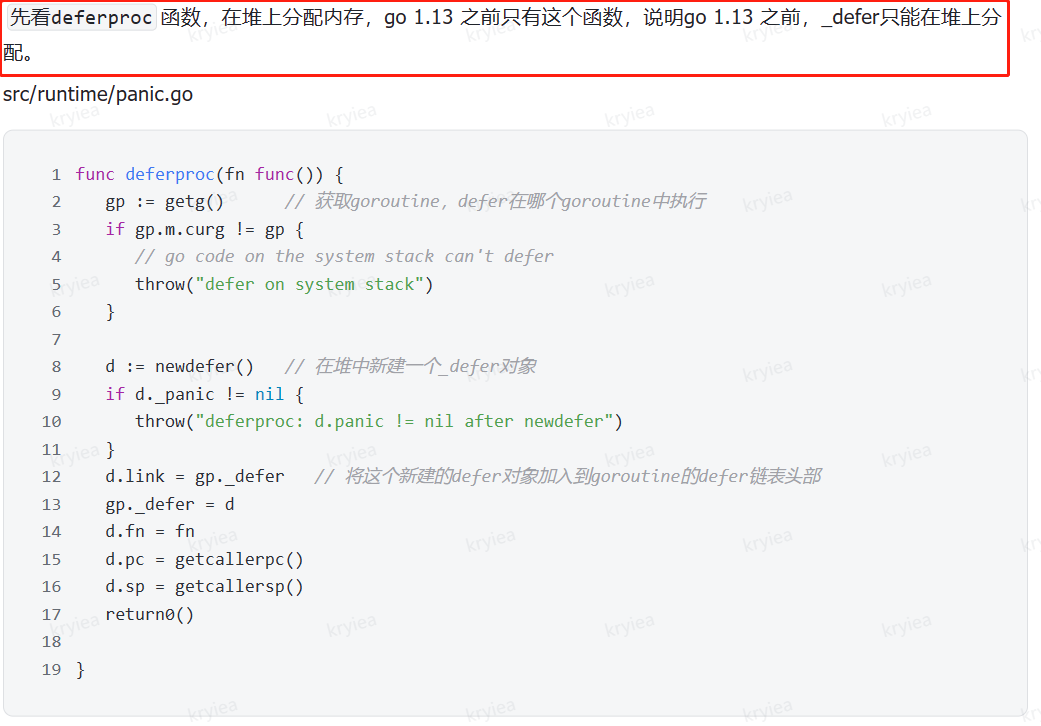 先看deferproc 函数，在堆上分配内存，go 1.13 之前只有这个函数，说明go 1.13 之前，_defer只能在堆上分
配。
src/runtime/panic.go
1 func deferproc(fn func()) {
2    gp := getg()      // 获取goroutine，defer在哪个goroutine中执行
3    if gp.m.curg != gp {
4       // go code on the system stack can't defer
5       throw("defer on system stack")
6    }
7
8    d := newdefer()   // 在堆中新建一个_defer对象
9    if d._panic != nil {
10       throw("deferproc: d.panic != nil after newdefer")
11    }
12    d.link = gp._defer   // 将这个新建的defer对象加入到goroutine的defer链表头部
13    gp._defer = d
14    d.fn = fn
15    d.pc = getcallerpc()
16    d.sp = getcallersp()
17    return0()
18
19 }
kryiea